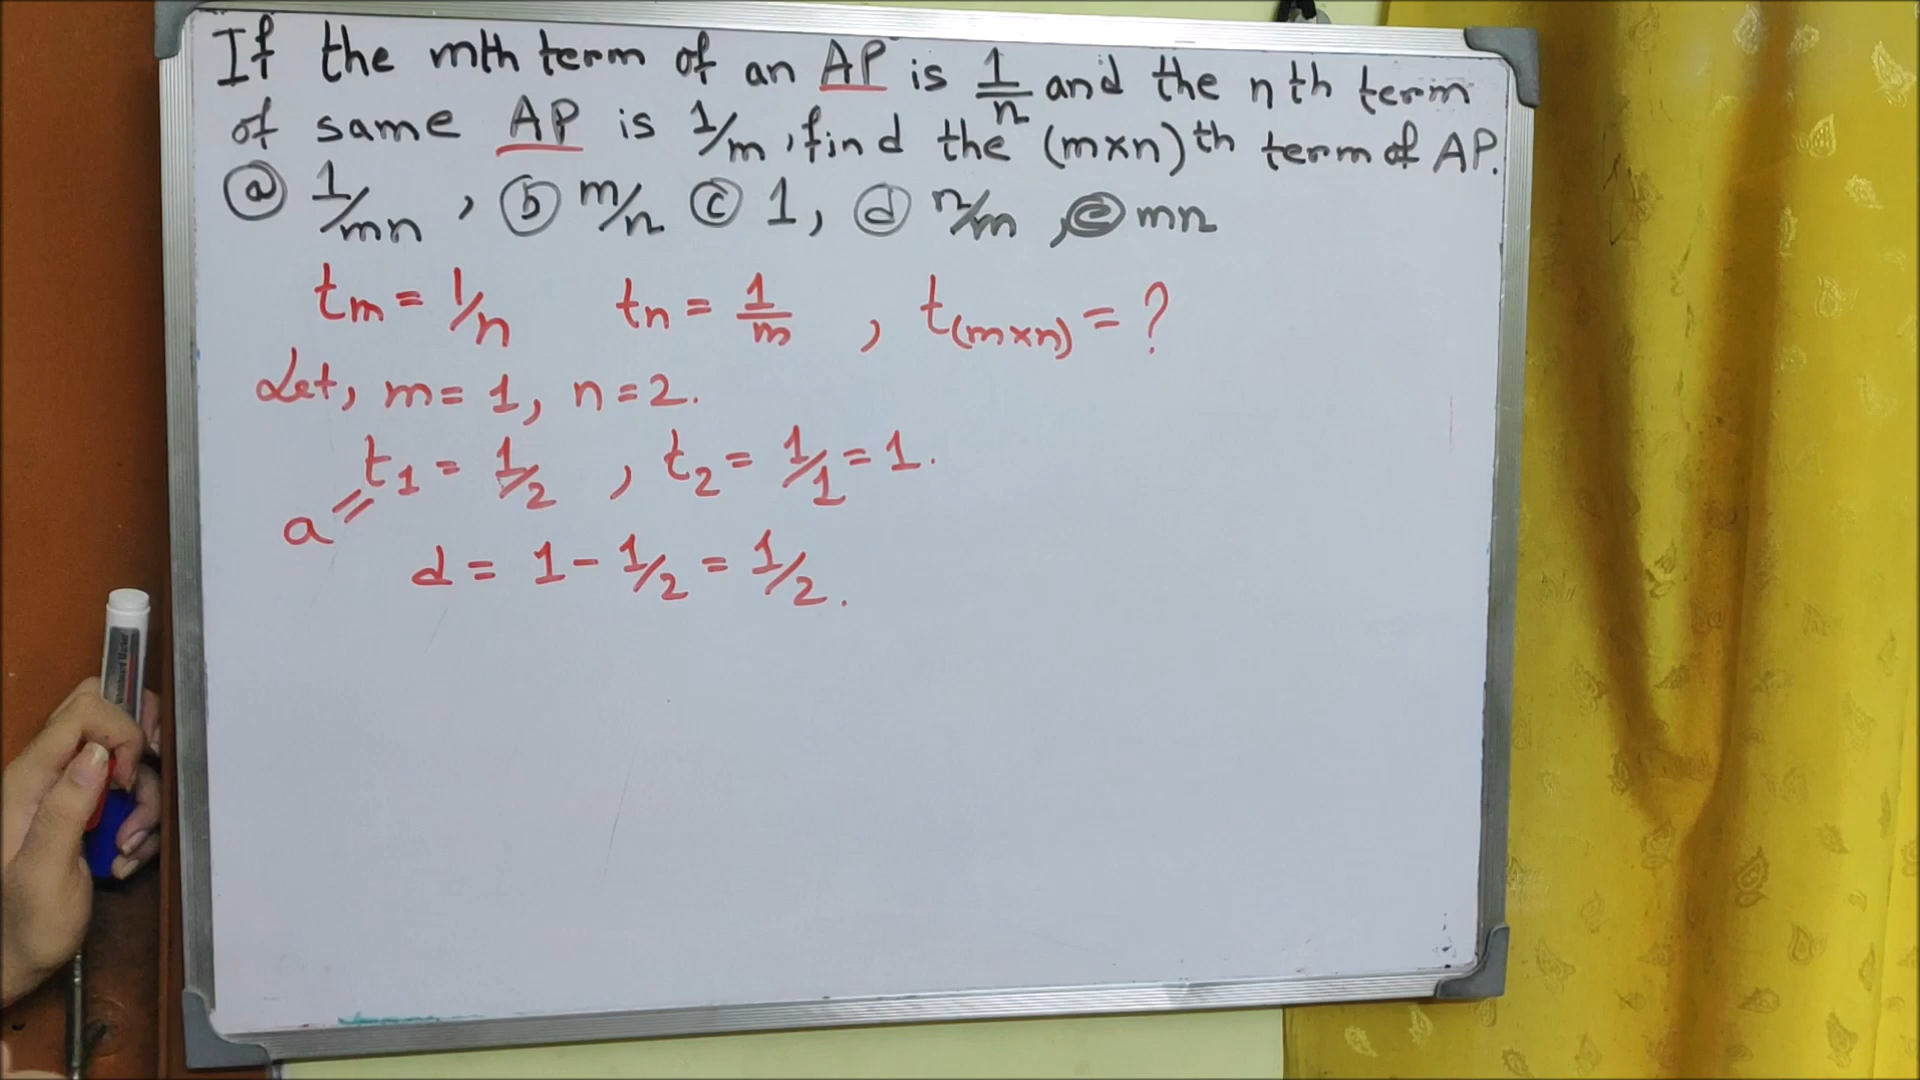 If the mth term of an AP is 1/n and the nth term
of same AP is 1/m, find the (m×n)th term of AP.
ⓐ 1/mn , ⓑ m/n ⓒ 1, ⓓ n/m , ⓔ mn
tm = 1/n tn = 1/m , t(m×n) = ?
Let, m = 1, n = 2.
t1 = 1/2 , t2 = 1/1 = 1.
a =
d = 1 - 1/2 = 1/2.